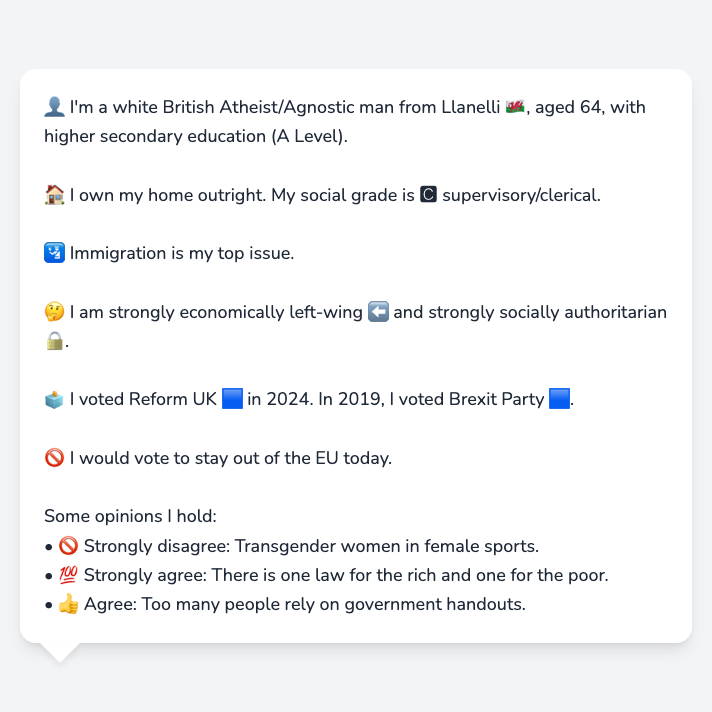 👤 I'm a white British Atheist/Agnostic man from Llanelli 🏴󠁧󠁢󠁷󠁬󠁳󠁿, aged 64, with
higher secondary education (A Level).
🏠 I own my home outright. My social grade is 🅲 supervisory/clerical.
🛂 Immigration is my top issue.
🤔 I am strongly economically left-wing ⬅️ and strongly socially authoritarian
🔒.
🗳️ I voted Reform UK 🟦 in 2024. In 2019, I voted Brexit Party 🟦.
🚫 I would vote to stay out of the EU today.
Some opinions I hold:
• 🚫 Strongly disagree: Transgender women in female sports.
• 💯 Strongly agree: There is one law for the rich and one for the poor.
• 👍 Agree: Too many people rely on government handouts.